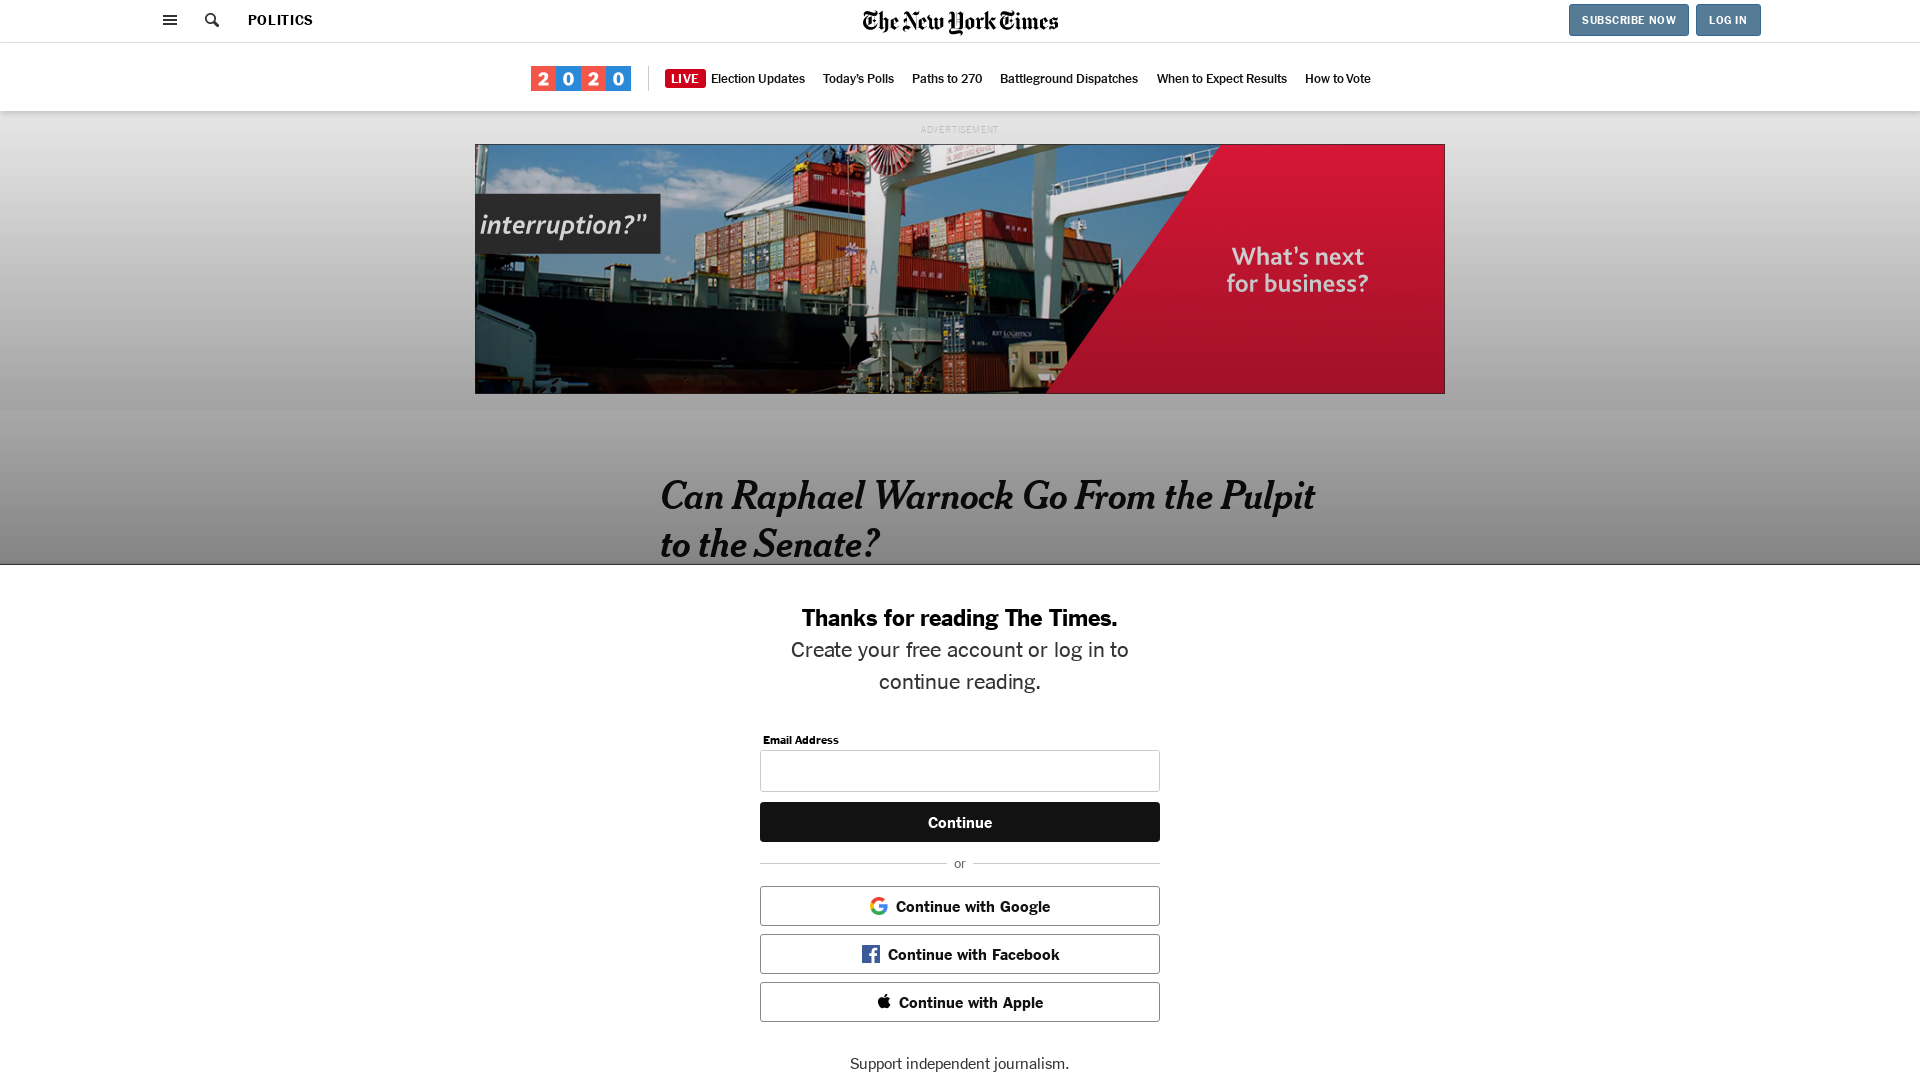 POLITICS
The New York Times
SUBSCRIBE NOW
LOG IN
2020
LIVE Election Updates
Today's Polls
Paths to 270
Battleground Dispatches
When to Expect Results
How to Vote
ADVERTISEMENT
interruption?"
What's next
for business?
Can Raphael Warnock Go From the Pulpit
to the Senate?
Thanks for reading The Times.
Create your free account or log in to
continue reading.
Email Address
Continue
or
Continue with Google
Continue with Facebook
Continue with Apple
Support independent journalism.